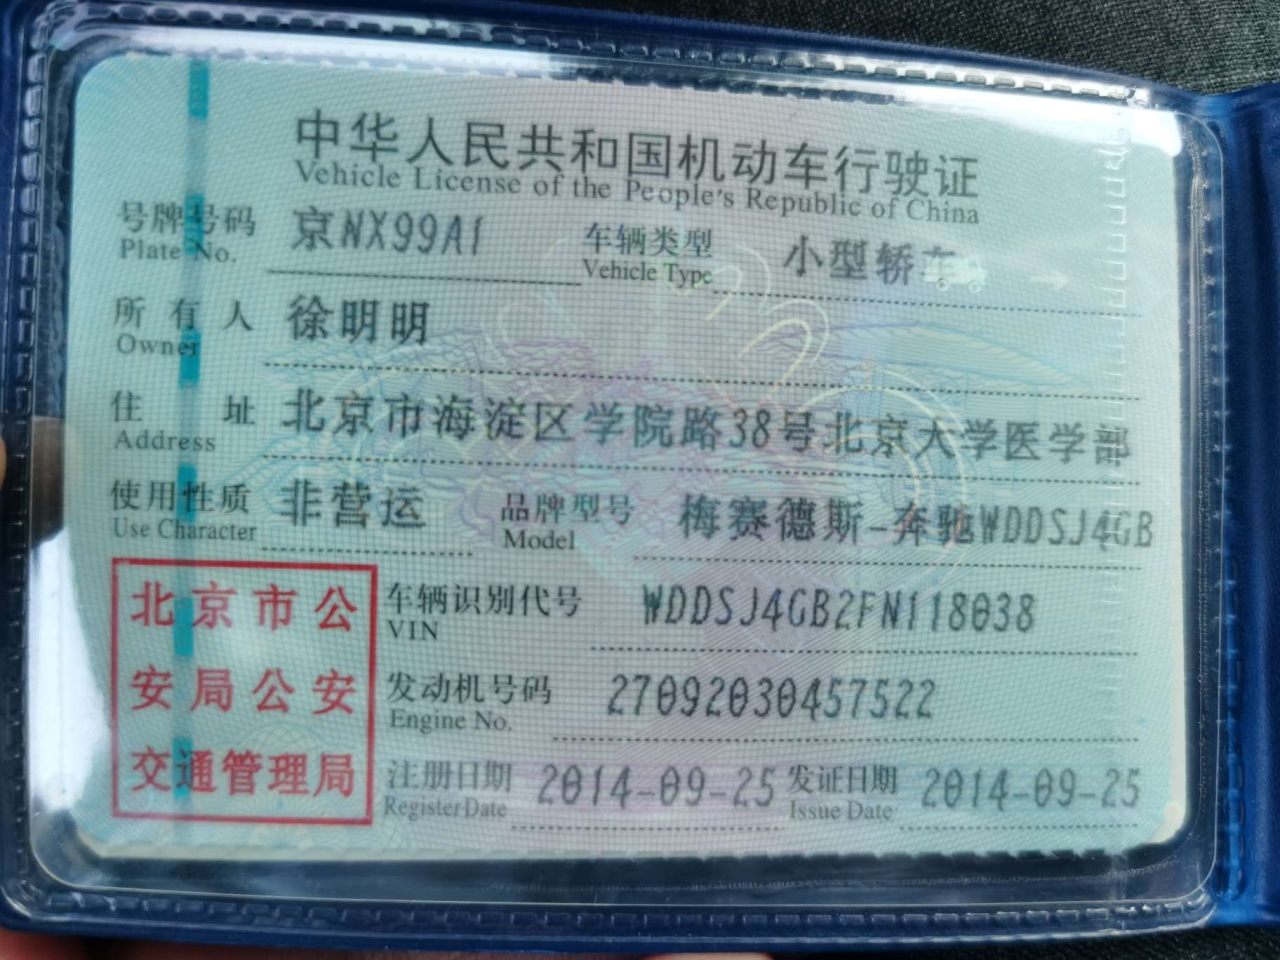 中华人民共和国机动车行驶证
Vehicle License of the People's Republic of China
号牌号码 京NX99A1 车辆类型 小型轿车
Plate No. Vehicle Type
所有人 徐明明
Owner
住址 北京市海淀区学院路38号北京大学医学部
Address
使用性质 非营运 品牌型号 梅赛德斯-奔驰WDDSJ4GB
Use Character Model
北京市公
安局公安
交通管理局
车辆识别代号 WDDSJ4GB2FN118038
VIN
发动机号码 27092030457522
Engine No.
注册日期 2014-09-25 发证日期 2014-09-25
Register Date Issue Date